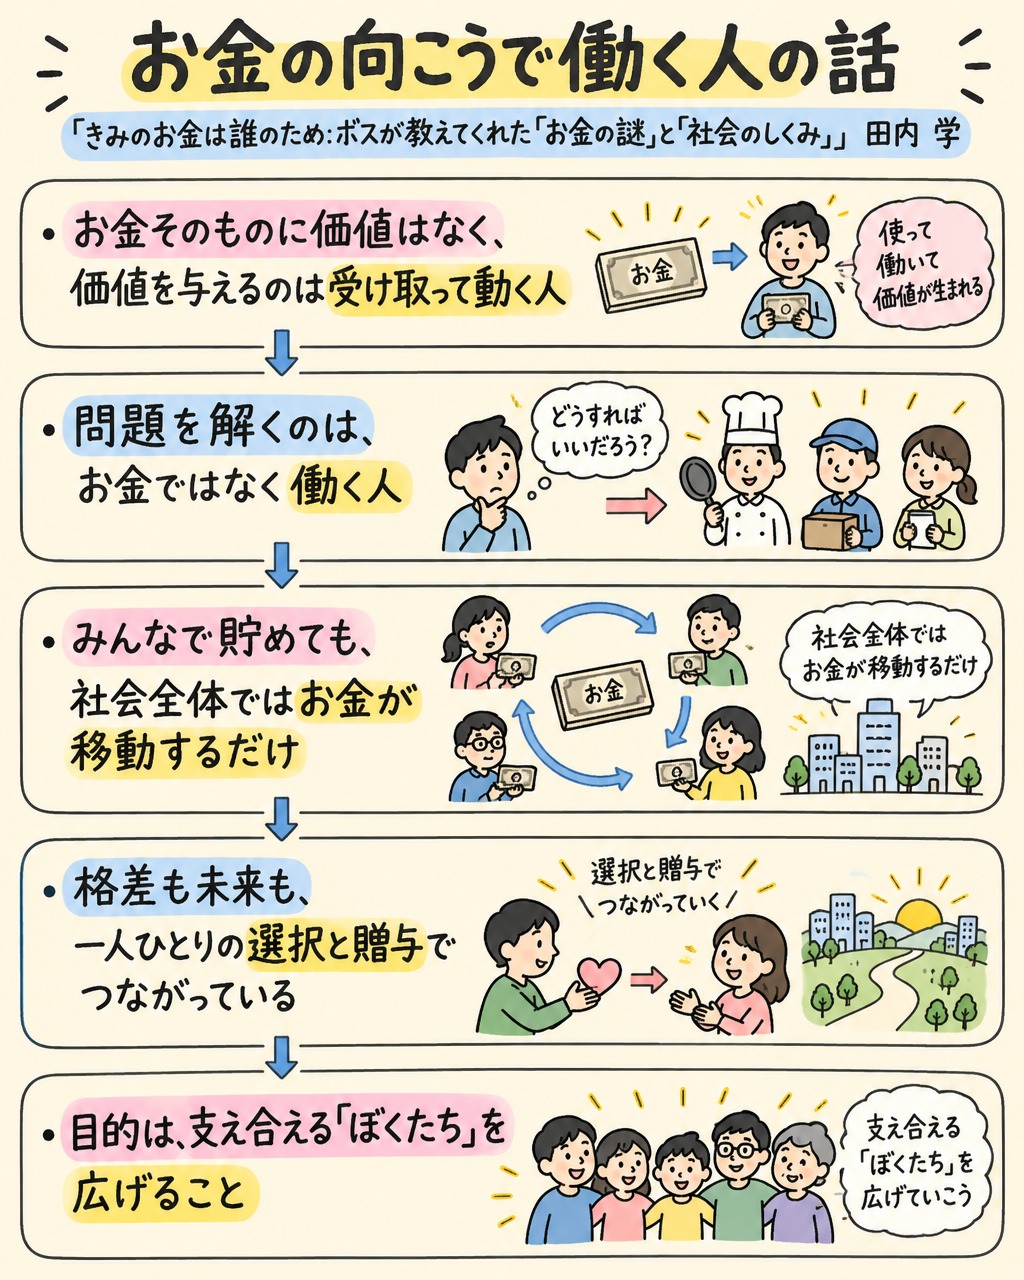 お金の向こうで働く人の話
「きみのお金は誰のため:ボスが教えてくれた「お金の謎」と「社会のしくみ」」 田内 学
• お金そのものに価値はなく、
価値を与えるのは受け取って働く人
お金
使って
働いて
価値が生まれる
• 問題を解くのは、
お金ではなく働く人
どうすれば
いいだろう?
• みんなで貯めても、
社会全体ではお金が
移動するだけ
お金
社会全体では
お金が移動するだけ
• 格差も未来も、
一人ひとりの選択と贈与で
つながっている
選択と贈与で
つながっていく
• 目的は、支え合える「ぼくたち」を
広げること
支え合える
「ぼくたち」を
広げていこう